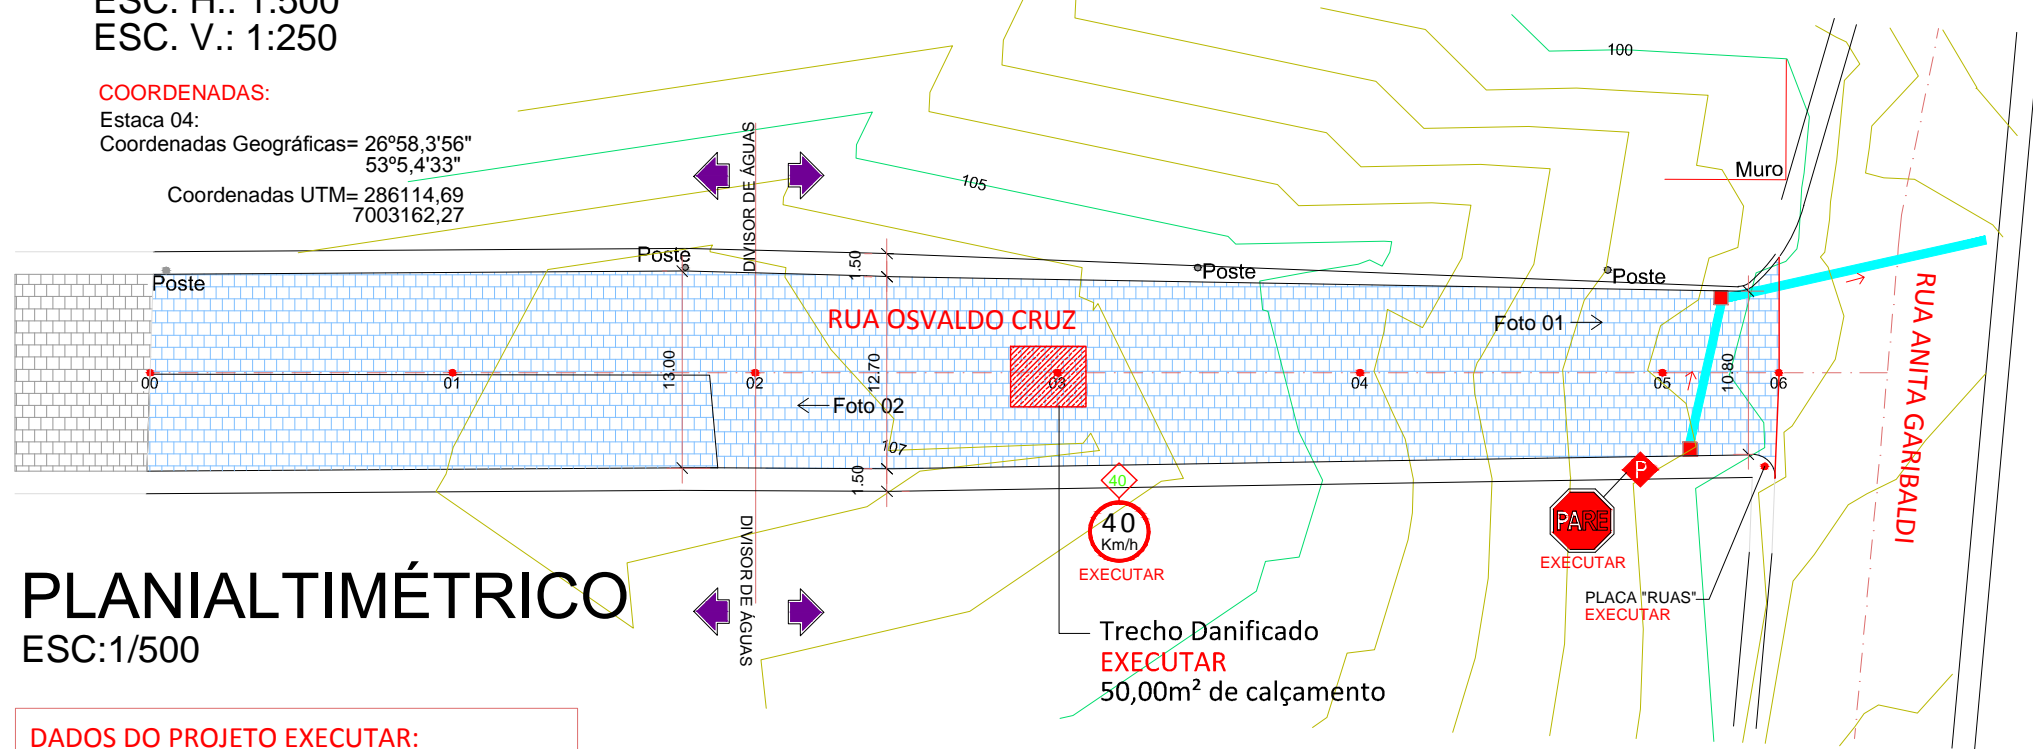 ESC. H.: 1:500
ESC. V.: 1:250
COORDENADAS:
Estaca 04:
Coordenadas Geográficas= 26°58,3'56"
53°5,4'33"
Coordenadas UTM= 286114,69
7003162,27
100
105
Muro
DIVISOR DE ÁGUAS
Poste
Poste
Poste
Poste
1.50
RUA OSVALDO CRUZ
Foto 01
RUA ANITA GARIBALDI
13.00
12.70
10.80
00
01
02
03
04
05
06
Foto 02
107
1.50
40
P
40
Km/h
EXECUTAR
PARE
EXECUTAR
DIVISOR DE ÁGUAS
PLACA "RUAS"
EXECUTAR
PLANIALTIMÉTRICO
ESC:1/500
Trecho Danificado
EXECUTAR
50,00m² de calçamento
DADOS DO PROJETO EXECUTAR: